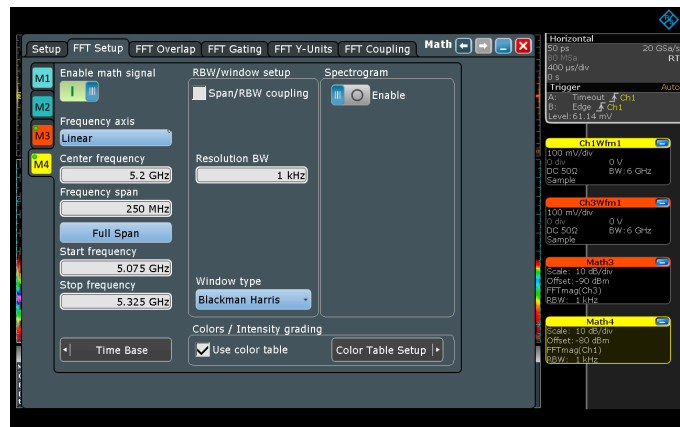 Setup FFT Setup FFT Overlap FFT Gating FFT Y-Units FFT Coupling Math
M1
M2
M3
M4
Enable math signal
Frequency axis
Linear
Center frequency
5.2 GHz
Frequency span
250 MHz
Full Span
Start frequency
5.075 GHz
Stop frequency
5.325 GHz
Time Base
RBW/window setup
Span/RBW coupling
Resolution BW
1 kHz
Window type
Blackman Harris
Colors / Intensity grading
Use color table
Color Table Setup
Spectrogram
Enable
Horizontal
50 ps 20 GSa/s
80 MSa RT
400 µs/div
0 s
Trigger Auto
A: Timeout Ch1
B: Edge Ch1
Level: 61.14 mV
Ch1Wfm1
100 mV/div
0 div 0 V
DC 50Ω BW: 6 GHz
Sample
Ch3Wfm1
100 mV/div
0 div 0 V
DC 50Ω BW: 6 GHz
Sample
Math3
Scale: 10 dB/div
Offset: -90 dBm
FFTmag(Ch3)
RBW: 1 kHz
Math4
Scale: 10 dB/div
Offset: -80 dBm
FFTmag(Ch1)
RBW: 1 kHz